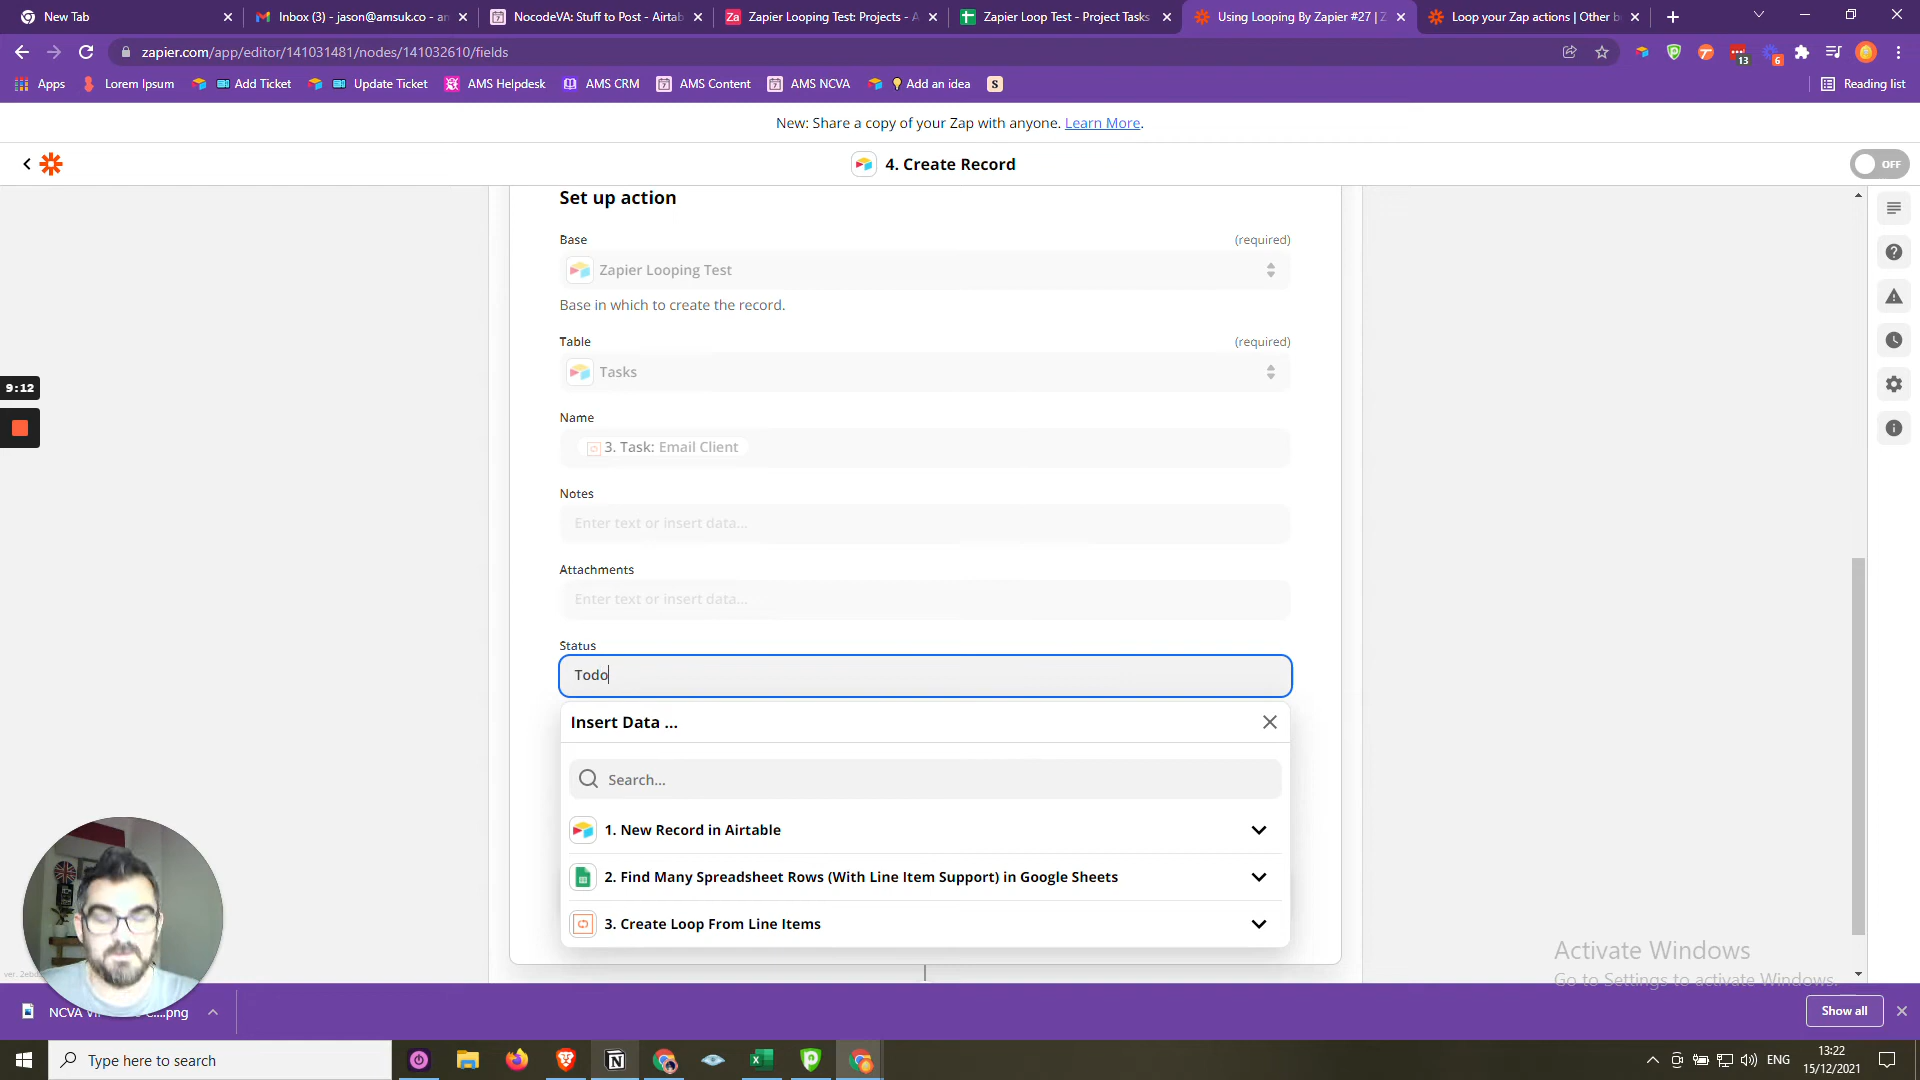 New Tab
Inbox (3) - jason@amsuk.co - an
NocodeVA: Stuff to Post - Airtab
Za
Zapier Looping Test: Projects - A
Zapier Loop Test - Project Tasks
Using Looping By Zapier #27 | Z
Loop your Zap actions | Other b
zapier.com/app/editor/141031481/nodes/141032610/fields
13
6
Apps
Lorem Ipsum
Add Ticket
Update Ticket
AMS Helpdesk
AMS CRM
7
AMS Content
7
AMS NCVA
Add an idea
S
Reading list
New: Share a copy of your Zap with anyone. Learn More.
4. Create Record
OFF
Set up action
Base
(required)
Zapier Looping Test
Base in which to create the record.
Table
(required)
Tasks
9:12
Name
3. Task: Email Client
Notes
Enter text or insert data...
Attachments
Enter text or insert data...
Status
Todo
Insert Data ...
Search...
1. New Record in Airtable
2. Find Many Spreadsheet Rows (With Line Item Support) in Google Sheets
3. Create Loop From Line Items
Activate Windows
Go to Settings to activate Windows.
Show all
Type here to search
ENG
13:22
15/12/2021